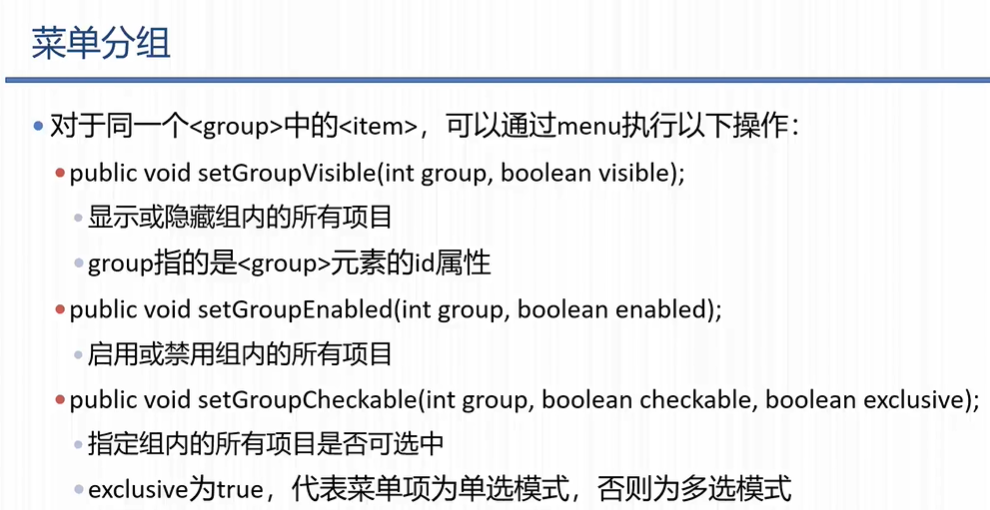 菜单分组
对于同一个<group>中的<item>，可以通过menu执行以下操作：
public void setGroupVisible(int group, boolean visible);
显示或隐藏组内的所有项目
group指的是<group>元素的id属性
public void setGroupEnabled(int group, boolean enabled);
启用或禁用组内的所有项目
public void setGroupCheckable(int group, boolean checkable, boolean exclusive);
指定组内的所有项目是否可选中
exclusive为true，代表菜单项为单选模式，否则为多选模式